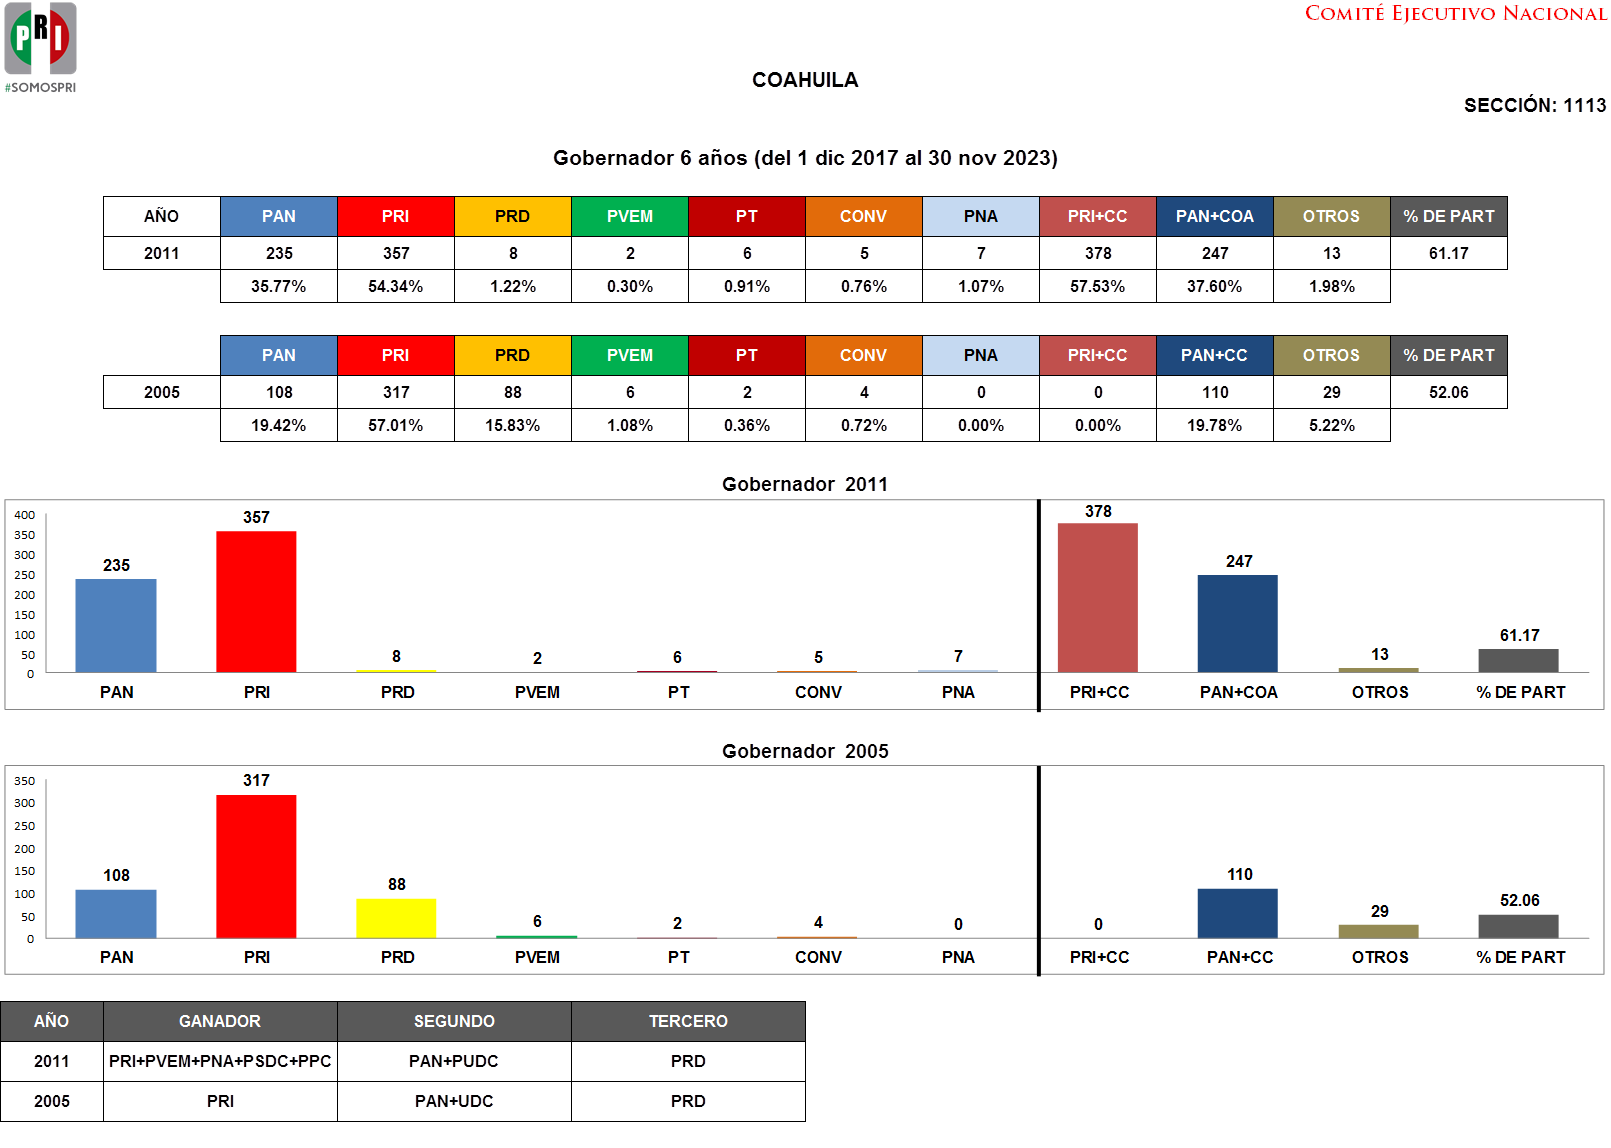 PRI
#SOMOSPRI
COMITÉ EJECUTIVO NACIONAL
COAHUILA
SECCIÓN: 1113
Gobernador 6 años (del 1 dic 2017 al 30 nov 2023)
AÑO PAN PRI PRD PVEM PT CONV PNA PRI+CC PAN+COA OTROS % DE PART
2011 235 357 8 2 6 5 7 378 247 13 61.17
35.77% 54.34% 1.22% 0.30% 0.91% 0.76% 1.07% 57.53% 37.60% 1.98%
PAN PRI PRD PVEM PT CONV PNA PRI+CC PAN+CC OTROS % DE PART
2005 108 317 88 6 2 4 0 0 110 29 52.06
19.42% 57.01% 15.83% 1.08% 0.36% 0.72% 0.00% 0.00% 19.78% 5.22%
Gobernador 2011
400
350
300
250
200
150
100
50
0
235 357 8 2 6 5 7 378 247 13 61.17
PAN PRI PRD PVEM PT CONV PNA PRI+CC PAN+COA OTROS % DE PART
Gobernador 2005
350
300
250
200
150
100
50
0
108 317 88 6 2 4 0 0 110 29 52.06
PAN PRI PRD PVEM PT CONV PNA PRI+CC PAN+CC OTROS % DE PART
AÑO GANADOR SEGUNDO TERCERO
2011 PRI+PVEM+PNA+PSDC+PPC PAN+PUDC PRD
2005 PRI PAN+UDC PRD